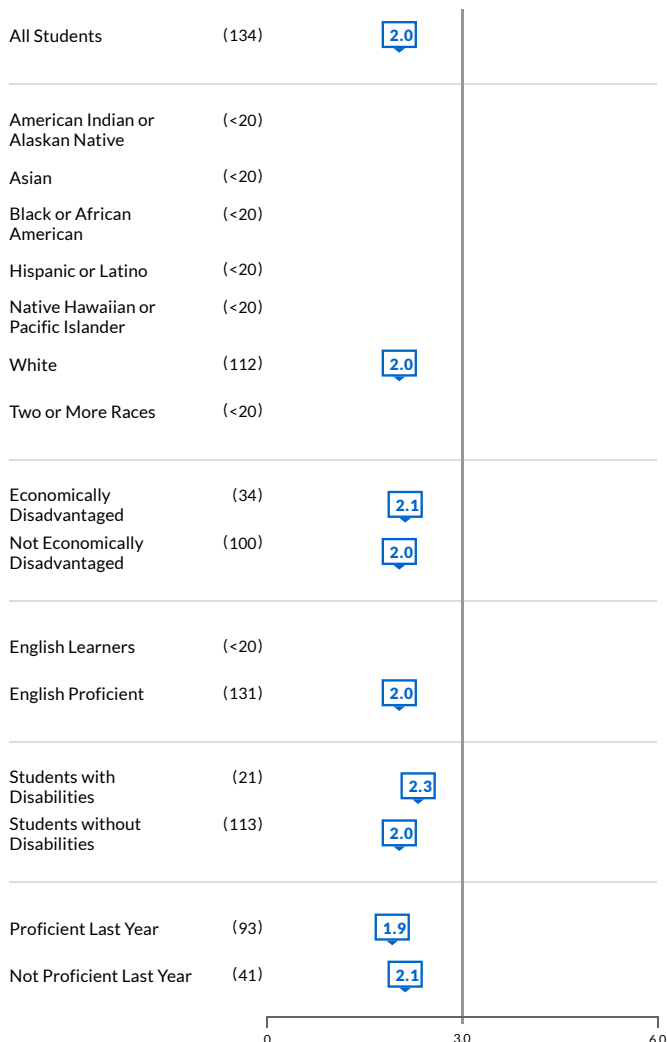 All Students (134) 2.0
American Indian or (<20)
Alaskan Native
Asian (<20)
Black or African (<20)
American
Hispanic or Latino (<20)
Native Hawaiian or (<20)
Pacific Islander
White (112) 2.0
Two or More Races (<20)
Economically (34) 2.1
Disadvantaged
Not Economically (100) 2.0
Disadvantaged
English Learners (<20)
English Proficient (131) 2.0
Students with (21) 2.3
Disabilities
Students without (113) 2.0
Disabilities
Proficient Last Year (93) 1.9
Not Proficient Last Year (41) 2.1
0 3.0 6.0